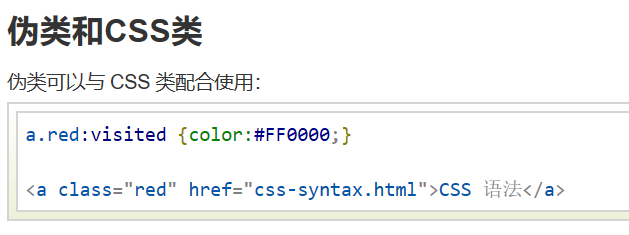 伪类和CSS类
伪类可以与 CSS 类配合使用：
a.red:visited {color:#FF0000;}
<a class="red" href="css-syntax.html">CSS 语法</a>